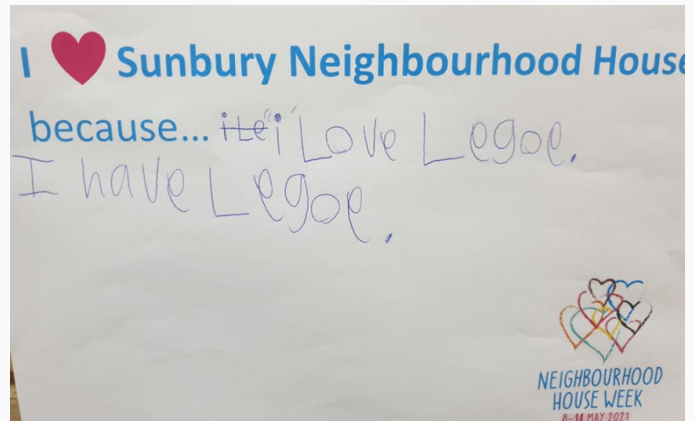 I ❤ Sunbury Neighbourhood House
because... i Love Legoe.
I have Legoe.
NEIGHBOURHOOD
HOUSE WEEK
8-14 MAY 2021